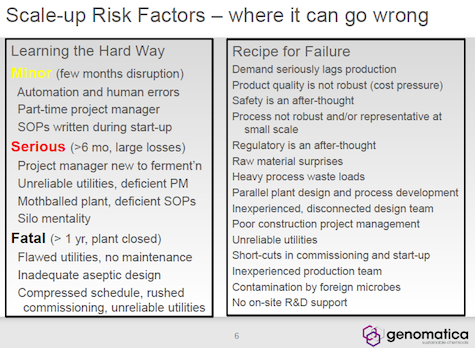 Scale-up Risk Factors – where it can go wrong
Learning the Hard Way
Minor (few months disruption)
Automation and human errors
Part-time project manager
SOPs written during start-up
Serious (>6 mo, large losses)
Project manager new to ferment'n
Unreliable utilities, deficient PM
Mothballed plant, deficient SOPs
Silo mentality
Fatal (> 1 yr, plant closed)
Flawed utilities, no maintenance
Inadequate aseptic design
Compressed schedule, rushed
commissioning, unreliable utilities
Recipe for Failure
Demand seriously lags production
Product quality is not robust (cost pressure)
Safety is an after-thought
Process not robust and/or representative at
small scale
Regulatory is an after-thought
Raw material surprises
Heavy process waste loads
Parallel plant design and process development
Inexperienced, disconnected design team
Poor construction project management
Unreliable utilities
Short-cuts in commissioning and start-up
Inexperienced production team
Contamination by foreign microbes
No on-site R&D support
6
genomatica
sustainable chemicals